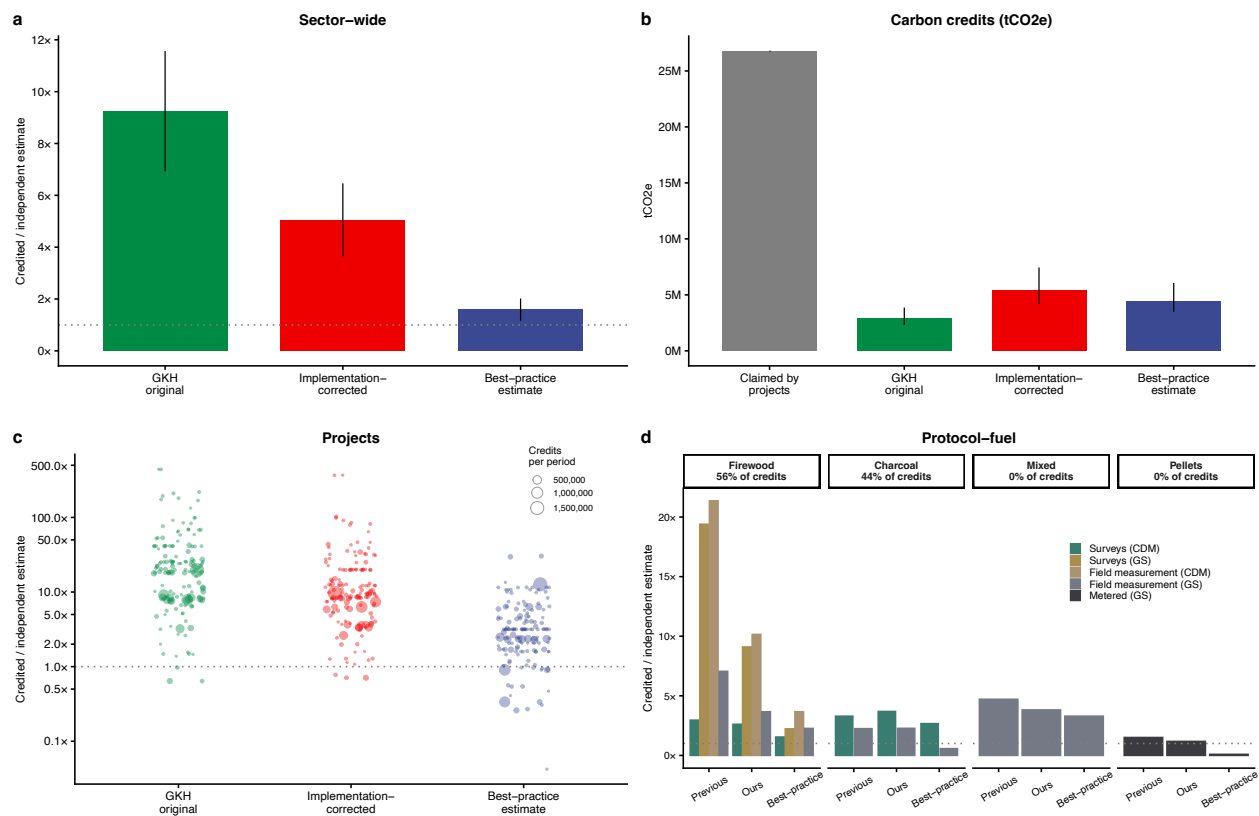 a
Sector−wide
12×
10×
8×
6×
4×
2×
0×
Credited / independent estimate
GKH
original
Implementation−
corrected
Best−practice
estimate
b
Carbon credits (tCO2e)
25M
20M
15M
10M
5M
0M
tCO2e
Claimed by
projects
GKH
original
Implementation−
corrected
Best−practice
estimate
c
Projects
500.0×
100.0×
50.0×
10.0×
5.0×
2.0×
1.0×
0.5×
0.1×
Credited / independent estimate
Credits
per period
500,000
1,000,000
1,500,000
GKH
original
Implementation−
corrected
Best−practice
estimate
d
Protocol−fuel
Firewood
56% of credits
Charcoal
44% of credits
Mixed
0% of credits
Pellets
0% of credits
20×
15×
10×
5×
0×
Credited / independent estimate
Surveys (CDM)
Surveys (GS)
Field measurement (CDM)
Field measurement (GS)
Metered (GS)
Previous
Ours
Best−practice
Previous
Ours
Best−practice
Previous
Ours
Best−practice
Previous
Ours
Best−practice